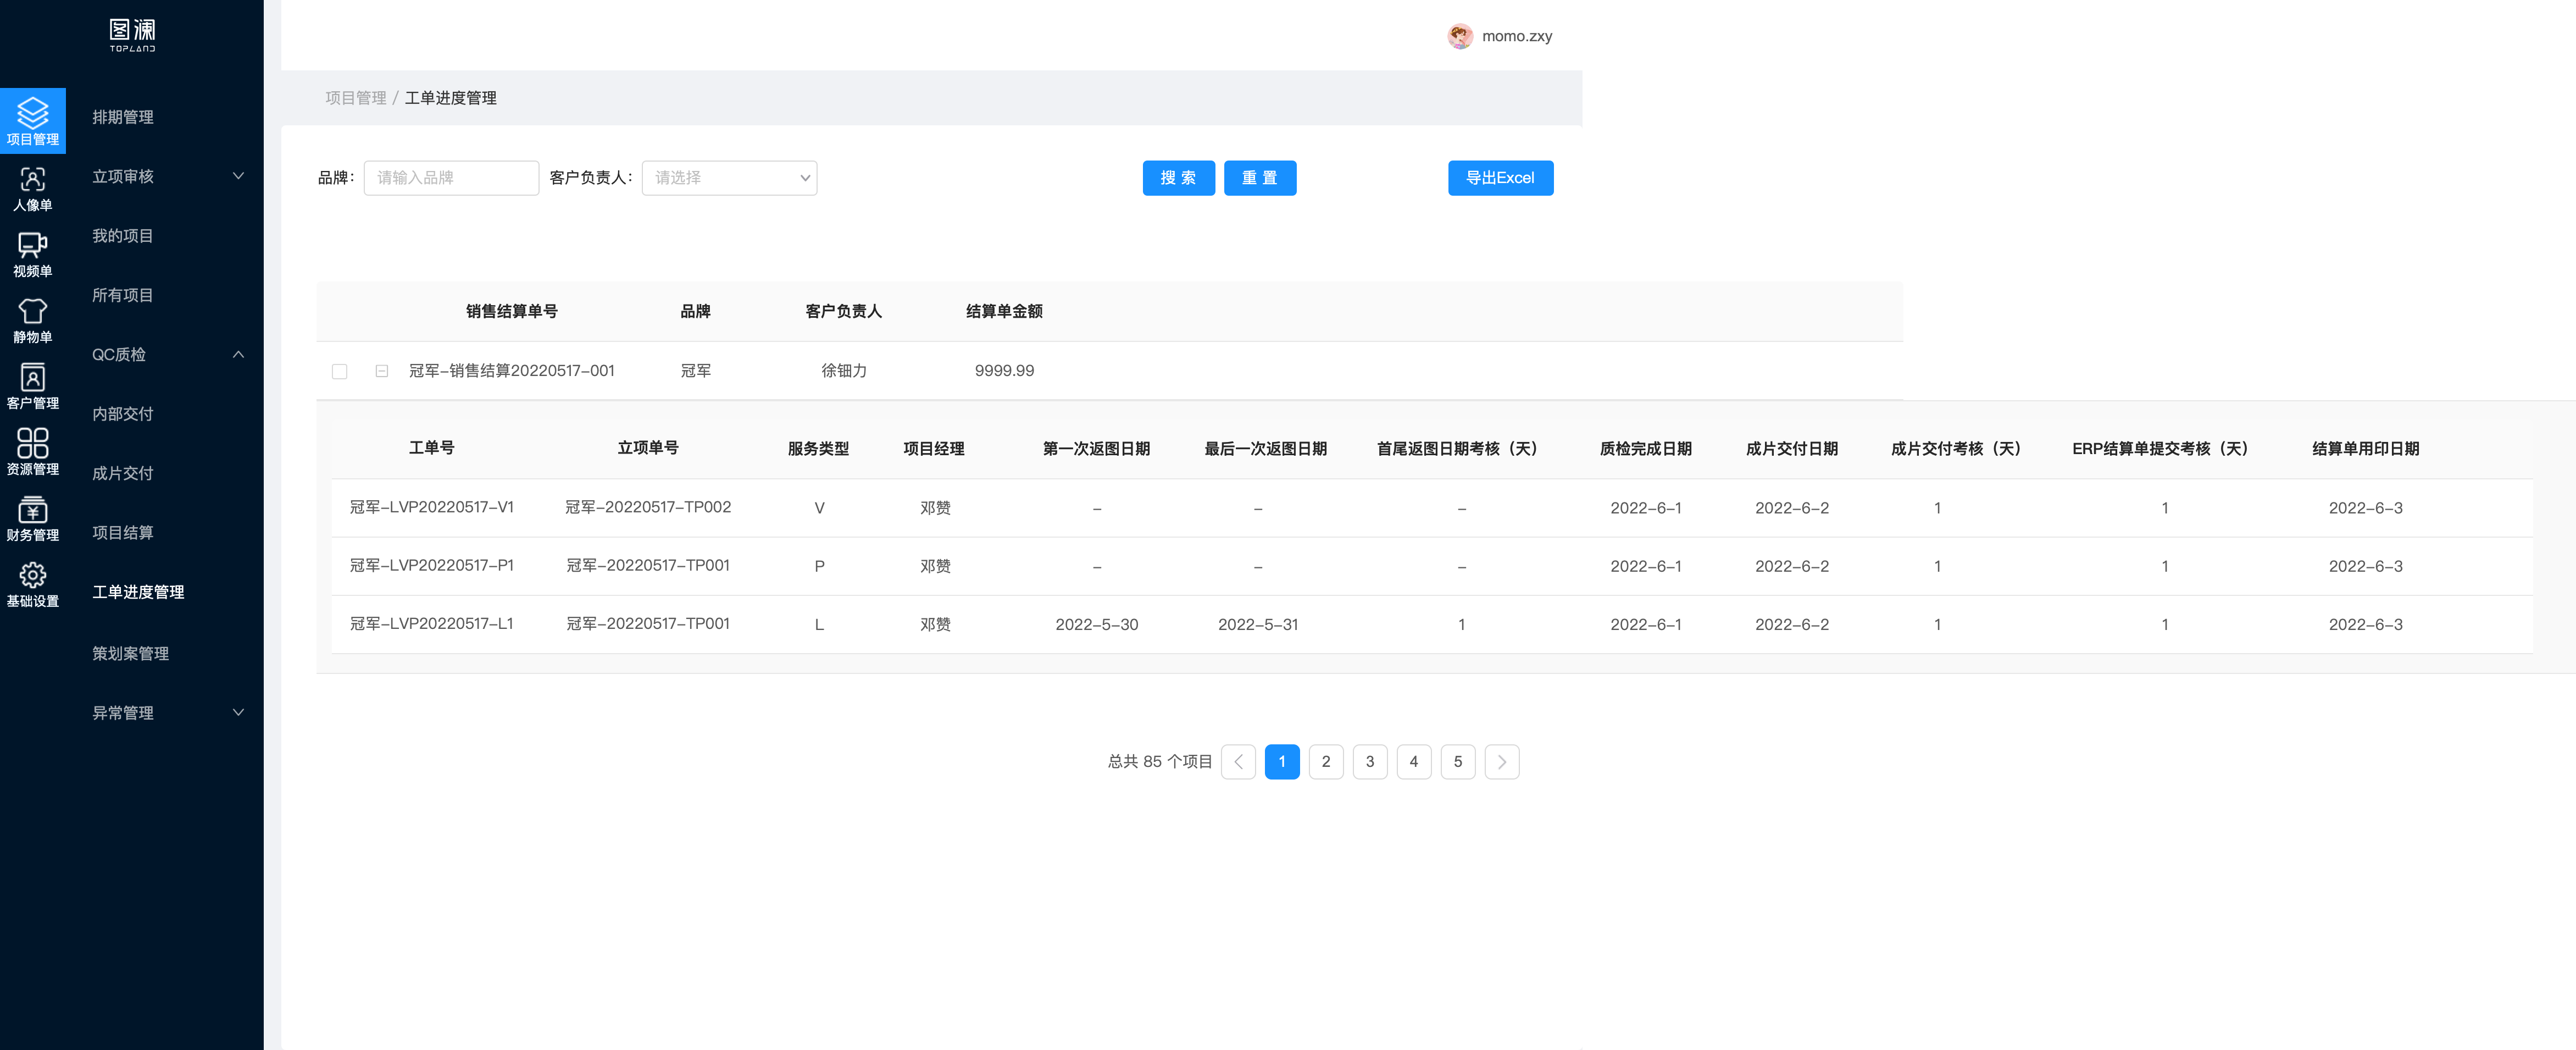 图澜
TOPLAND
momo.zxy
项目管理
人像单
视频单
静物单
客户管理
资源管理
财务管理
基础设置
排期管理
立项审核
我的项目
所有项目
QC质检
内部交付
成片交付
项目结算
工单进度管理
策划案管理
异常管理
项目管理 / 工单进度管理
品牌： 请输入品牌 客户负责人： 请选择 搜 索 重 置 导出Excel
销售结算单号 品牌 客户负责人 结算单金额
冠军-销售结算20220517-001 冠军 徐钿力 9999.99
工单号 立项单号 服务类型 项目经理 第一次返图日期 最后一次返图日期 首尾返图日期考核（天） 质检完成日期 成片交付日期 成片交付考核（天） ERP结算单提交考核（天） 结算单用印日期
冠军-LVP20220517-V1 冠军-20220517-TP002 V 邓赞 - - - 2022-6-1 2022-6-2 1 1 2022-6-3
冠军-LVP20220517-P1 冠军-20220517-TP001 P 邓赞 - - - 2022-6-1 2022-6-2 1 1 2022-6-3
冠军-LVP20220517-L1 冠军-20220517-TP001 L 邓赞 2022-5-30 2022-5-31 1 2022-6-1 2022-6-2 1 1 2022-6-3
总共 85 个项目 1 2 3 4 5